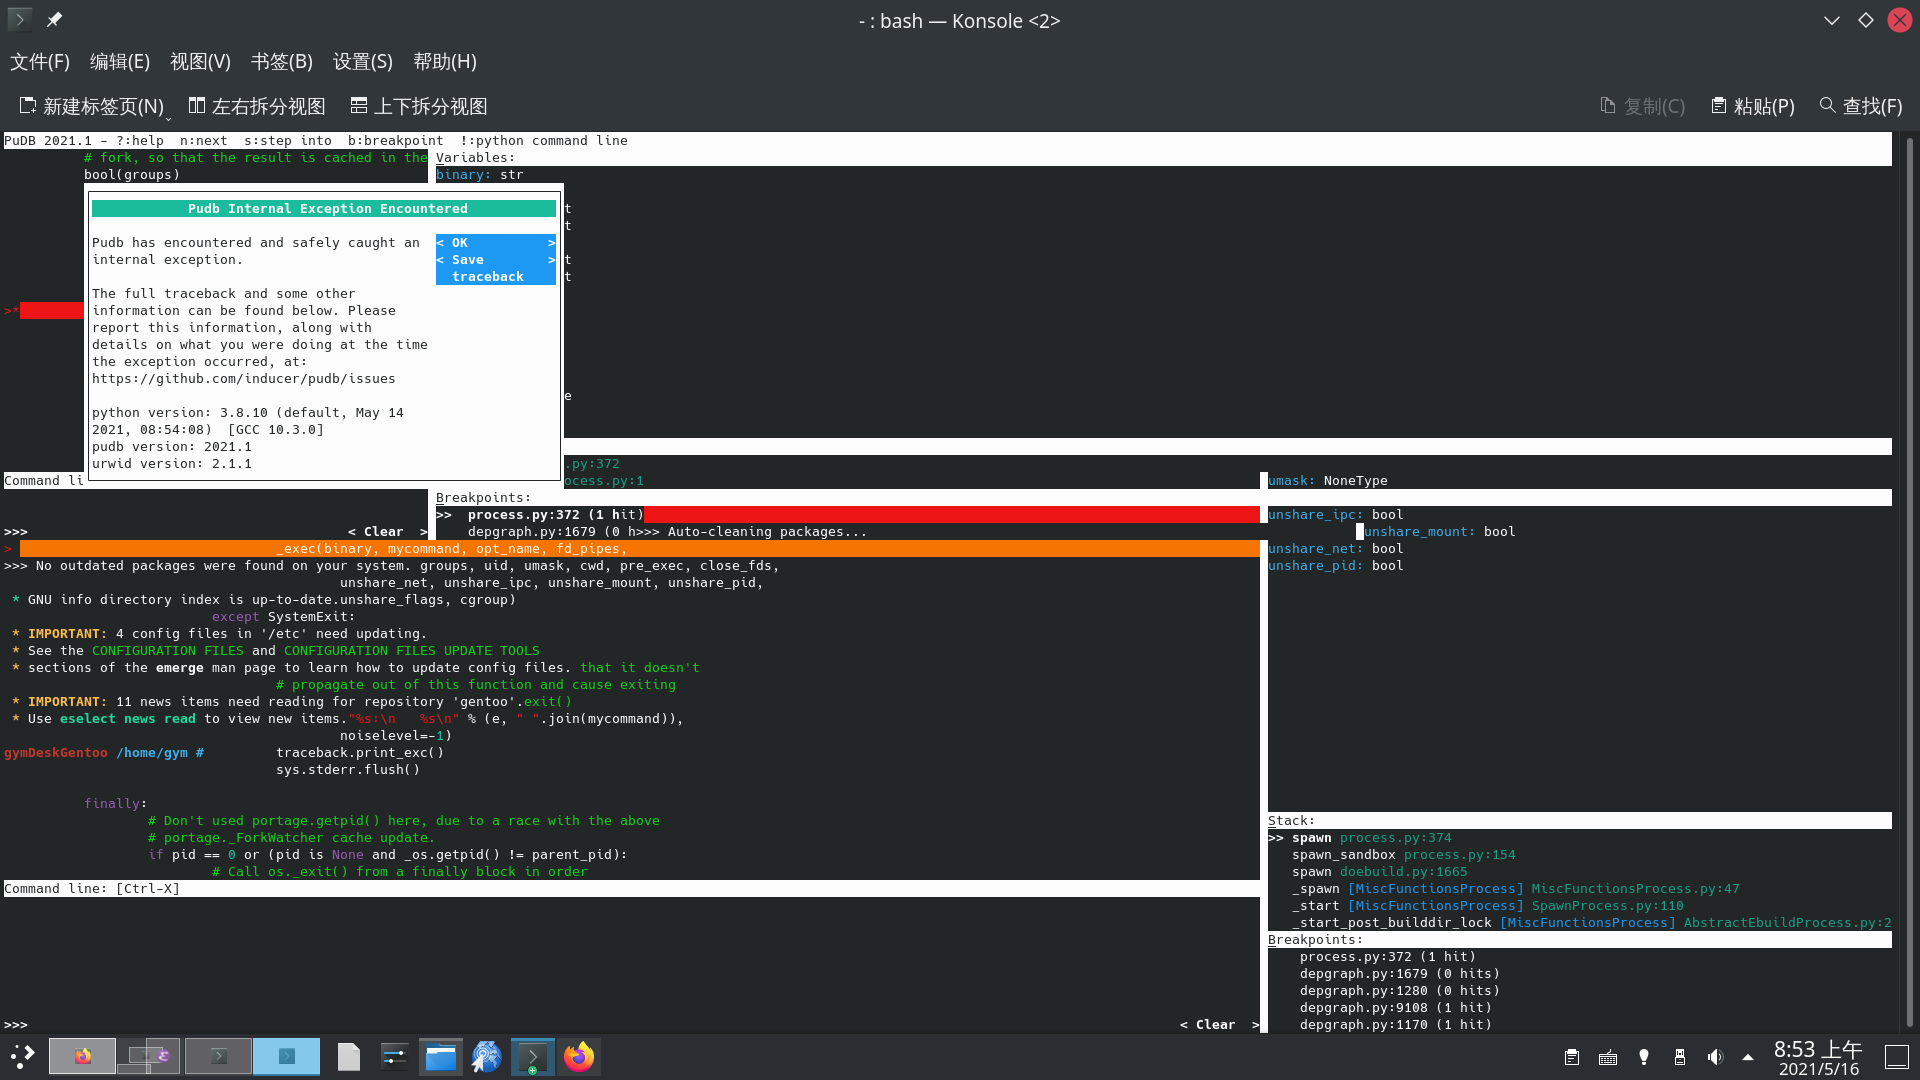 - : bash — Konsole <2>
文件(F) 编辑(E) 视图(V) 书签(B) 设置(S) 帮助(H)
新建标签页(N) 左右拆分视图 上下拆分视图 复制(C) 粘贴(P) 查找(F)
PuDB 2021.1 - ?:help  n:next  s:step into  b:breakpoint  !:python command line
# fork, so that the result is cached in the Variables:
bool(groups) binary: str
Pudb Internal Exception Encountered t
t
Pudb has encountered and safely caught an < OK >
internal exception. < Save > t
traceback t
The full traceback and some other
>* information can be found below. Please
report this information, along with
details on what you were doing at the time
the exception occurred, at:
https://github.com/inducer/pudb/issues
e
python version: 3.8.10 (default, May 14
2021, 08:54:08)  [GCC 10.3.0]
pudb version: 2021.1
urwid version: 2.1.1 .py:372
Command li ocess.py:1 umask: NoneType
Breakpoints:
>>  process.py:372 (1 hit) unshare_ipc: bool
>>> < Clear  > depgraph.py:1679 (0 h>>> Auto-cleaning packages... unshare_mount: bool
> _exec(binary, mycommand, opt_name, fd_pipes, unshare_net: bool
>>> No outdated packages were found on your system. groups, uid, umask, cwd, pre_exec, close_fds, unshare_pid: bool
unshare_net, unshare_ipc, unshare_mount, unshare_pid,
* GNU info directory index is up-to-date.unshare_flags, cgroup)
except SystemExit:
* IMPORTANT: 4 config files in '/etc' need updating.
* See the CONFIGURATION FILES and CONFIGURATION FILES UPDATE TOOLS
* sections of the emerge man page to learn how to update config files. that it doesn't
# propagate out of this function and cause exiting
* IMPORTANT: 11 news items need reading for repository 'gentoo'.exit()
* Use eselect news read to view new items."%s:\n   %s\n" % (e, " ".join(mycommand)),
noiselevel=-1)
gymDeskGentoo /home/gym # traceback.print_exc()
sys.stderr.flush()
finally:
# Don't used portage.getpid() here, due to a race with the above Stack:
# portage._ForkWatcher cache update. >> spawn process.py:374
if pid == 0 or (pid is None and _os.getpid() != parent_pid): spawn_sandbox process.py:154
# Call os._exit() from a finally block in order spawn doebuild.py:1665
Command line: [Ctrl-X] _spawn [MiscFunctionsProcess] MiscFunctionsProcess.py:47
_start [MiscFunctionsProcess] SpawnProcess.py:110
_start_post_builddir_lock [MiscFunctionsProcess] AbstractEbuildProcess.py:2
Breakpoints:
process.py:372 (1 hit)
depgraph.py:1679 (0 hits)
depgraph.py:1280 (0 hits)
depgraph.py:9108 (1 hit)
>>> < Clear  > depgraph.py:1170 (1 hit)
8:53 上午
2021/5/16